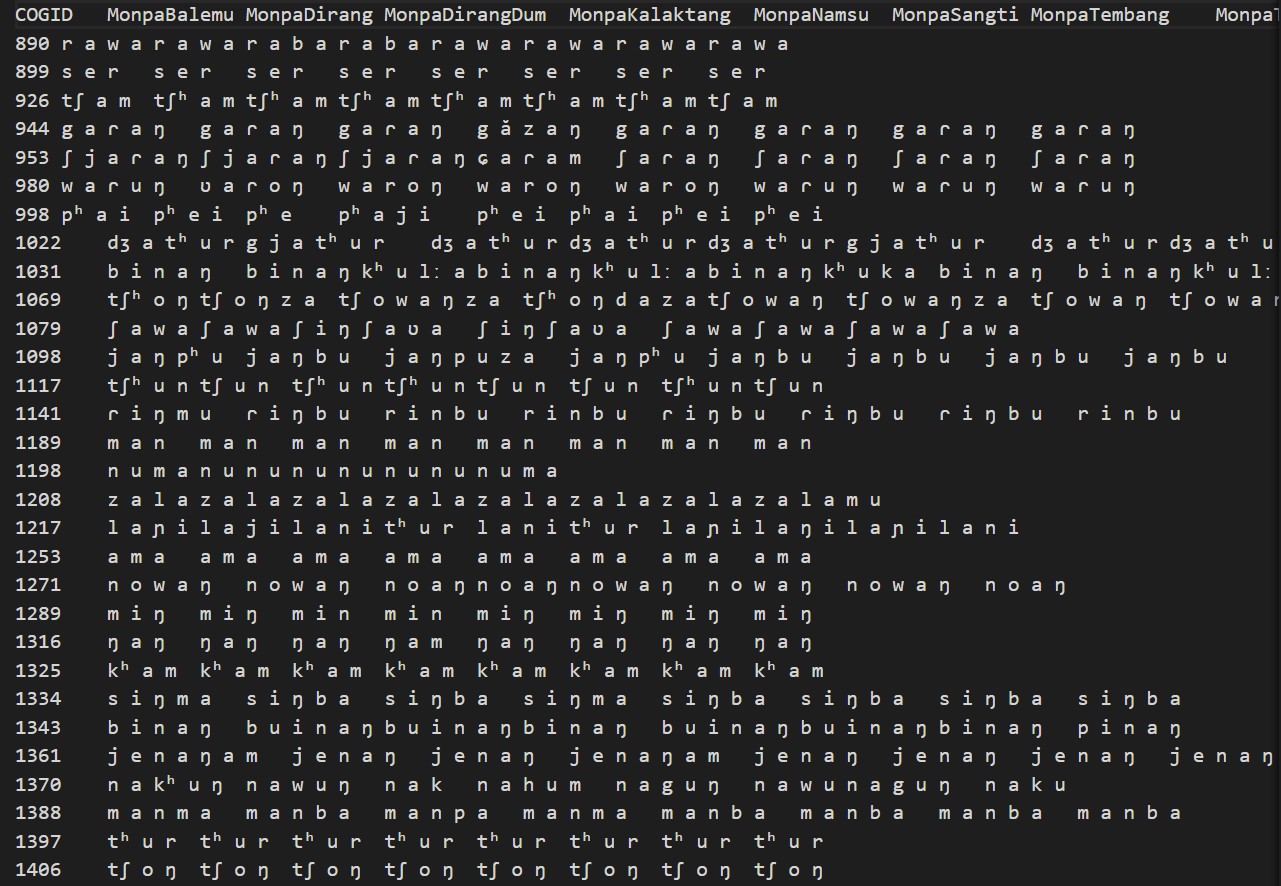 COGID MonpaBalemu MonpaDirang MonpaDirangDum MonpaKalaktang MonpaNamsu MonpaSangti MonpaTembang MonpaT
890 r a w a r a w a r a b a r a b a r a w a r a w a r a w a r a w a
899 s e r s e r s e r s e r s e r s e r s e r s e r
926 tʃ a m tʃʰ a m tʃʰ a m tʃʰ a m tʃʰ a m tʃʰ a m tʃʰ a m tʃ a m
944 g a ɾ a ŋ g a ɾ a ŋ g a ɾ a ŋ g ă z a ŋ g a ɾ a ŋ g a ɾ a ŋ g a ɾ a ŋ g a ɾ a ŋ
953 ʃ j a ɾ a ŋ ʃ j a ɾ a ŋ ʃ j a ɾ a ŋ ɕ a r a m ʃ a ɾ a ŋ ʃ a ɾ a ŋ ʃ a ɾ a ŋ ʃ a ɾ a ŋ
980 w a ɾ u ŋ ʋ a r o ŋ w a r o ŋ w a r o ŋ w a r o ŋ w a ɾ u ŋ w a ɾ u ŋ w a ɾ u ŋ
998 pʰ a i pʰ e i pʰ e pʰ a j i pʰ e i pʰ a i pʰ e i pʰ e i
1022 dʒ a tʰ u r g j a tʰ u r dʒ a tʰ u r dʒ a tʰ u r dʒ a tʰ u r g j a tʰ u r dʒ a tʰ u r dʒ a tʰ u
1031 b i n a ŋ b i n a ŋ kʰ u lː a b i n a ŋ kʰ u lː a b i n a ŋ kʰ u k a b i n a ŋ b i n a ŋ kʰ u lː
1069 tʃʰ o ŋ tʃ o ŋ z a tʃ o w a ŋ z a tʃʰ o ŋ d a z a tʃ o w a ŋ tʃ o w a ŋ z a tʃ o w a ŋ tʃ o w a ŋ
1079 ʃ a w a ʃ a w a ʃ i ŋ ʃ a ʋ a ʃ i ŋ ʃ a ʋ a ʃ a w a ʃ a w a ʃ a w a ʃ a w a
1098 j a ŋ pʰ u j a ŋ b u j a ŋ p u z a j a ŋ pʰ u j a ŋ b u j a ŋ b u j a ŋ b u j a ŋ b u
1117 tʃʰ u n tʃ u n tʃʰ u n tʃʰ u n tʃ u n tʃ u n tʃʰ u n tʃ u n
1141 ɾ i ŋ m u ɾ i ŋ b u r i n b u r i n b u ɾ i ŋ b u ɾ i ŋ b u ɾ i ŋ b u r i n b u
1189 m a n m a n m a n m a n m a n m a n m a n m a n
1198 n u m a n u n u n u n u n u n u n u m a
1208 z a l a z a l a z a l a z a l a z a l a z a l a z a l a z a l a m u
1217 l a ɲ i l a j i l a n i tʰ u r l a n i tʰ u r l a ɲ i l a ŋ i l a ɲ i l a n i
1253 a m a a m a a m a a m a a m a a m a a m a a m a
1271 n o w a ŋ n o w a ŋ n o a ŋ n o a ŋ n o w a ŋ n o w a ŋ n o w a ŋ n o a ŋ
1289 m i ŋ m i ŋ m i n m i n m i ŋ m i ŋ m i ŋ m i ŋ
1316 ŋ a ŋ ŋ a ŋ ŋ a ŋ ŋ a m ŋ a ŋ ŋ a ŋ ŋ a ŋ ŋ a ŋ
1325 kʰ a m kʰ a m kʰ a m kʰ a m kʰ a m kʰ a m kʰ a m kʰ a m
1334 s i ŋ m a s i ŋ b a s i ŋ b a s i ŋ m a s i ŋ b a s i ŋ b a s i ŋ b a s i ŋ b a
1343 b i n a ŋ b u i n a ŋ b u i n a ŋ b i n a ŋ b u i n a ŋ b u i n a ŋ b i n a ŋ p i n a ŋ
1361 j e n a ŋ a m j e n a ŋ j e n a ŋ j e n a ŋ a m j e n a ŋ j e n a ŋ j e n a ŋ j e n a ŋ
1370 n a kʰ u ŋ n a w u ŋ n a k n a h u m n a g u ŋ n a w u n a g u ŋ n a k u
1388 m a n m a m a n b a m a n p a m a n m a m a n b a m a n b a m a n b a m a n b a
1397 tʰ u r tʰ u r tʰ u r tʰ u r tʰ u r tʰ u r tʰ u r tʰ u r
1406 tʃ o ŋ tʃ o ŋ tʃ o ŋ tʃ o ŋ tʃ o ŋ tʃ o ŋ tʃ o ŋ tʃ o ŋ